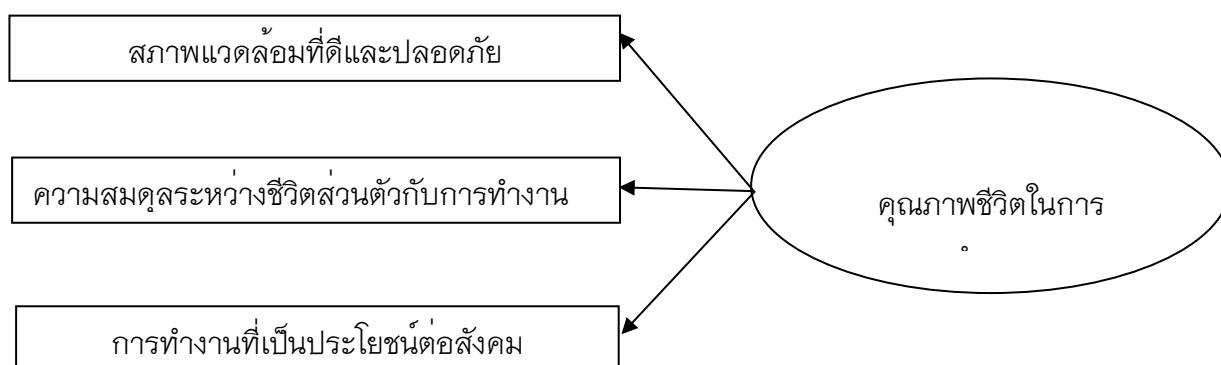 สภาพแวดล้อมที่ดีและปลอดภัย
ความสมดุลระหว่างชีวิตส่วนตัวกับการทำงาน
คุณภาพชีวิตในการ
การทำงานที่เป็นประโยชน์ต่อสังคม